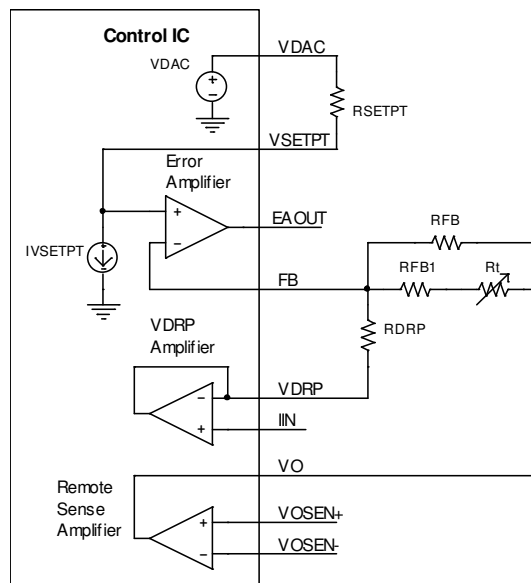 Control IC
VDAC
VDAC
+
−
RSETPT
VSETPT
Error
Amplifier
+
−
EAOUT
IVSETPT
RFB
FB
RFB1
Rt
VDRP
Amplifier
RDRP
VDRP
−
+
IIN
VO
Remote
Sense
Amplifier
+
VOSEN+
−
VOSEN-